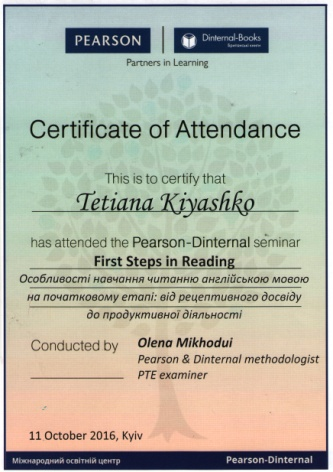 PEARSON
Dinternal-Books
Британські книги
Partners in Learning
Certificate of Attendance
This is to certify that
Tetiana Kiyashko
has attended the Pearson-Dinternal seminar
First Steps in Reading
Особливості навчання читанню англійською мовою
на початковому етапі: від рецептивного досвіду
до продуктивної діяльності
Conducted by
Olena Mikhodui
Pearson & Dinternal methodologist
PTE examiner
11 October 2016, Kyiv
Міжнародний освітній центр
Pearson-Dinternal